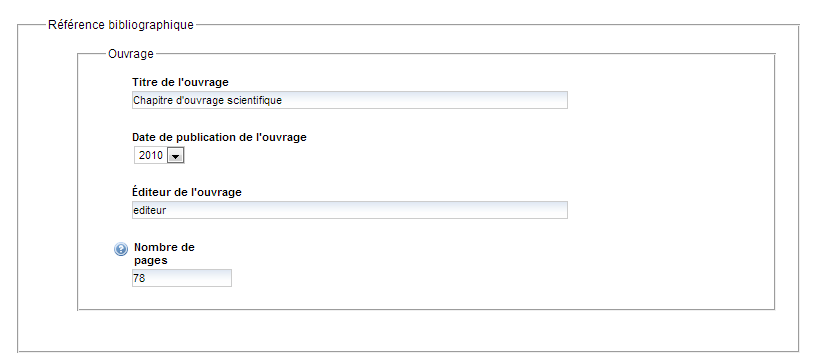 Référence bibliographique
Ouvrage
Titre de l'ouvrage
Chapitre d'ouvrage scientifique
Date de publication de l'ouvrage
2010
Éditeur de l'ouvrage
editeur
? Nombre de
pages
78